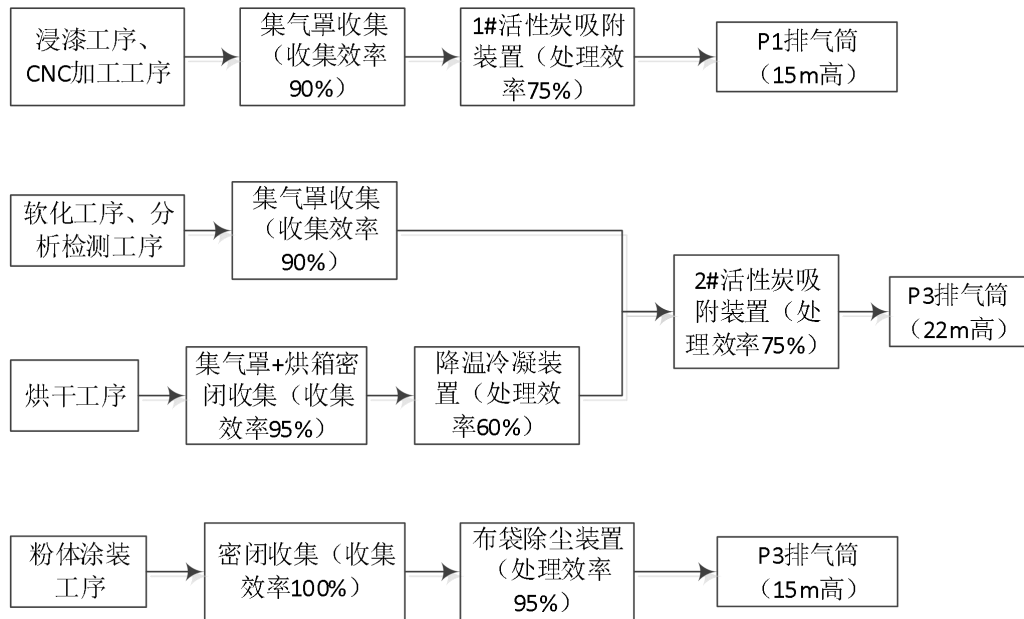 浸漆工序、
CNC加工工序
集气罩收集
（收集效率
90%）
1#活性炭吸附
装置（处理效
率75%）
P1排气筒
（15m高）
软化工序、分
析检测工序
集气罩收集
（收集效率
90%）
烘干工序
集气罩+烘箱密
闭收集（收集
效率95%）
降温冷凝装
置（处理效
率60%）
2#活性炭吸
附装置（处
理效率75%）
P3排气筒
（22m高）
粉体涂装
工序
密闭收集（收集
效率100%）
布袋除尘装置
（处理效率
95%）
P3排气筒
（15m高）